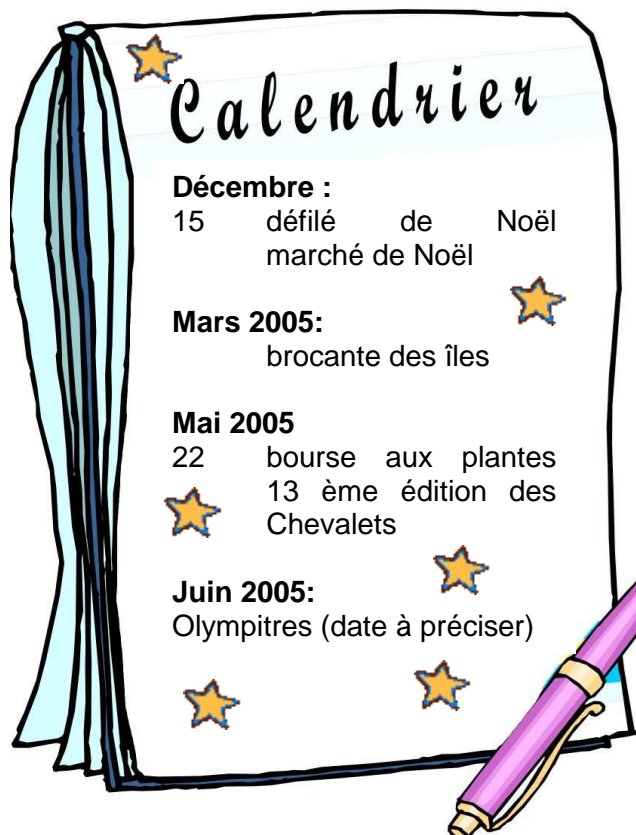 Calendrier
Décembre :
15 défilé de Noël
marché de Noël
Mars 2005:
brocante des îles
Mai 2005
22 bourse aux plantes
13 ème édition des
Chevalets
Juin 2005:
Olympitres (date à préciser)